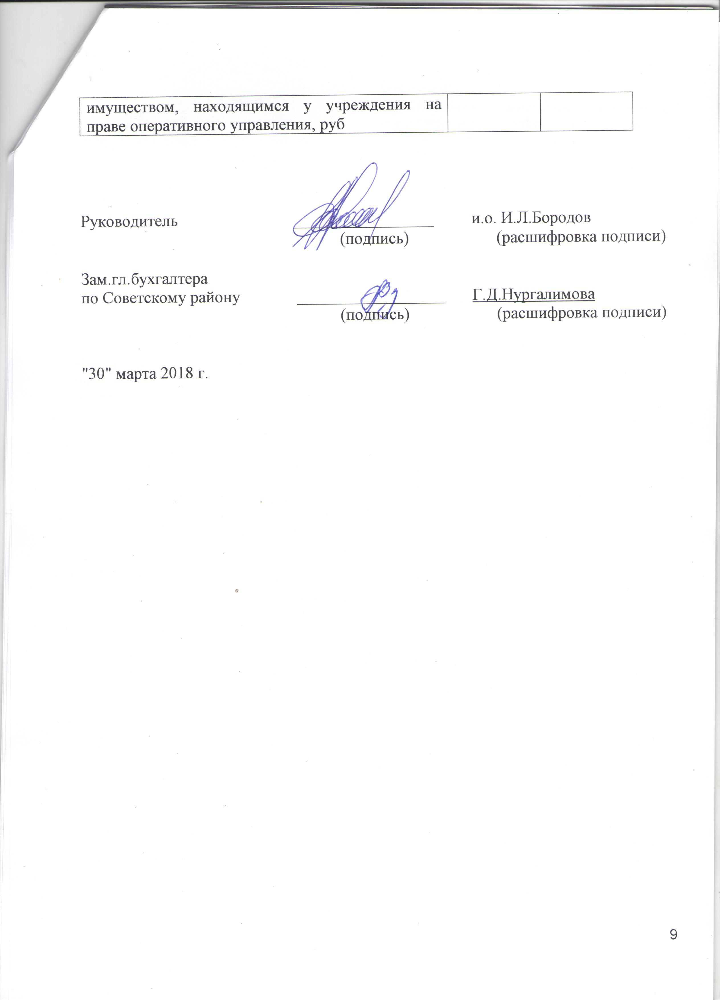 имуществом, находящимся у учреждения на
праве оперативного управления, руб
Руководитель
и.о. И.Л.Бородов
(подпись)
(расшифровка подписи)
Зам.гл.бухгалтера
по Советскому району
Г.Д.Нургалимова
(подпись)
(расшифровка подписи)
"30" марта 2018 г.
9